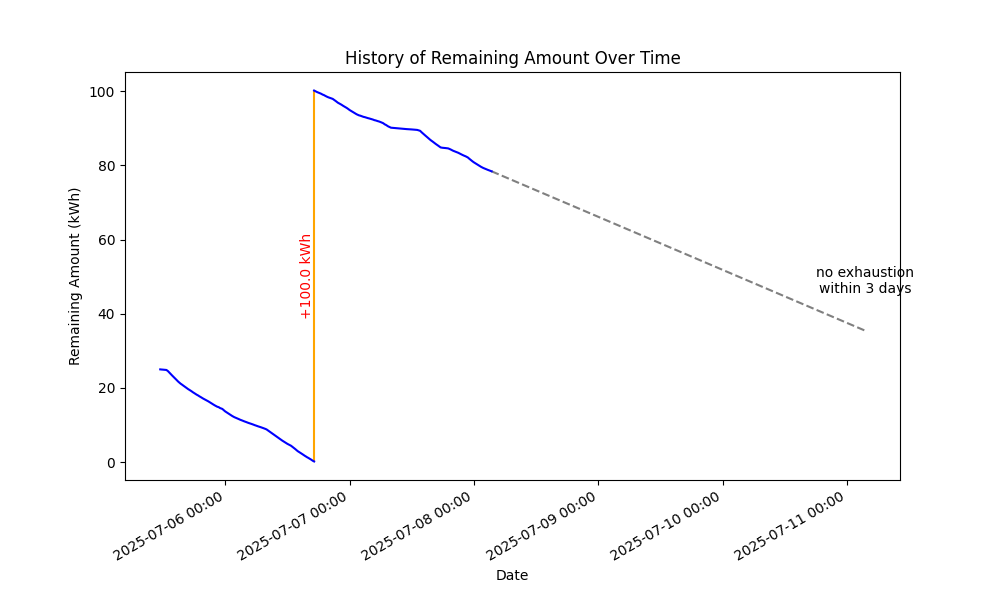 History of Remaining Amount Over Time
Remaining Amount (kWh)
100
80
60
40
20
0
+100.0 kWh
no exhaustion
within 3 days
2025-07-06 00:00
2025-07-07 00:00
2025-07-08 00:00
2025-07-09 00:00
2025-07-10 00:00
2025-07-11 00:00
Date